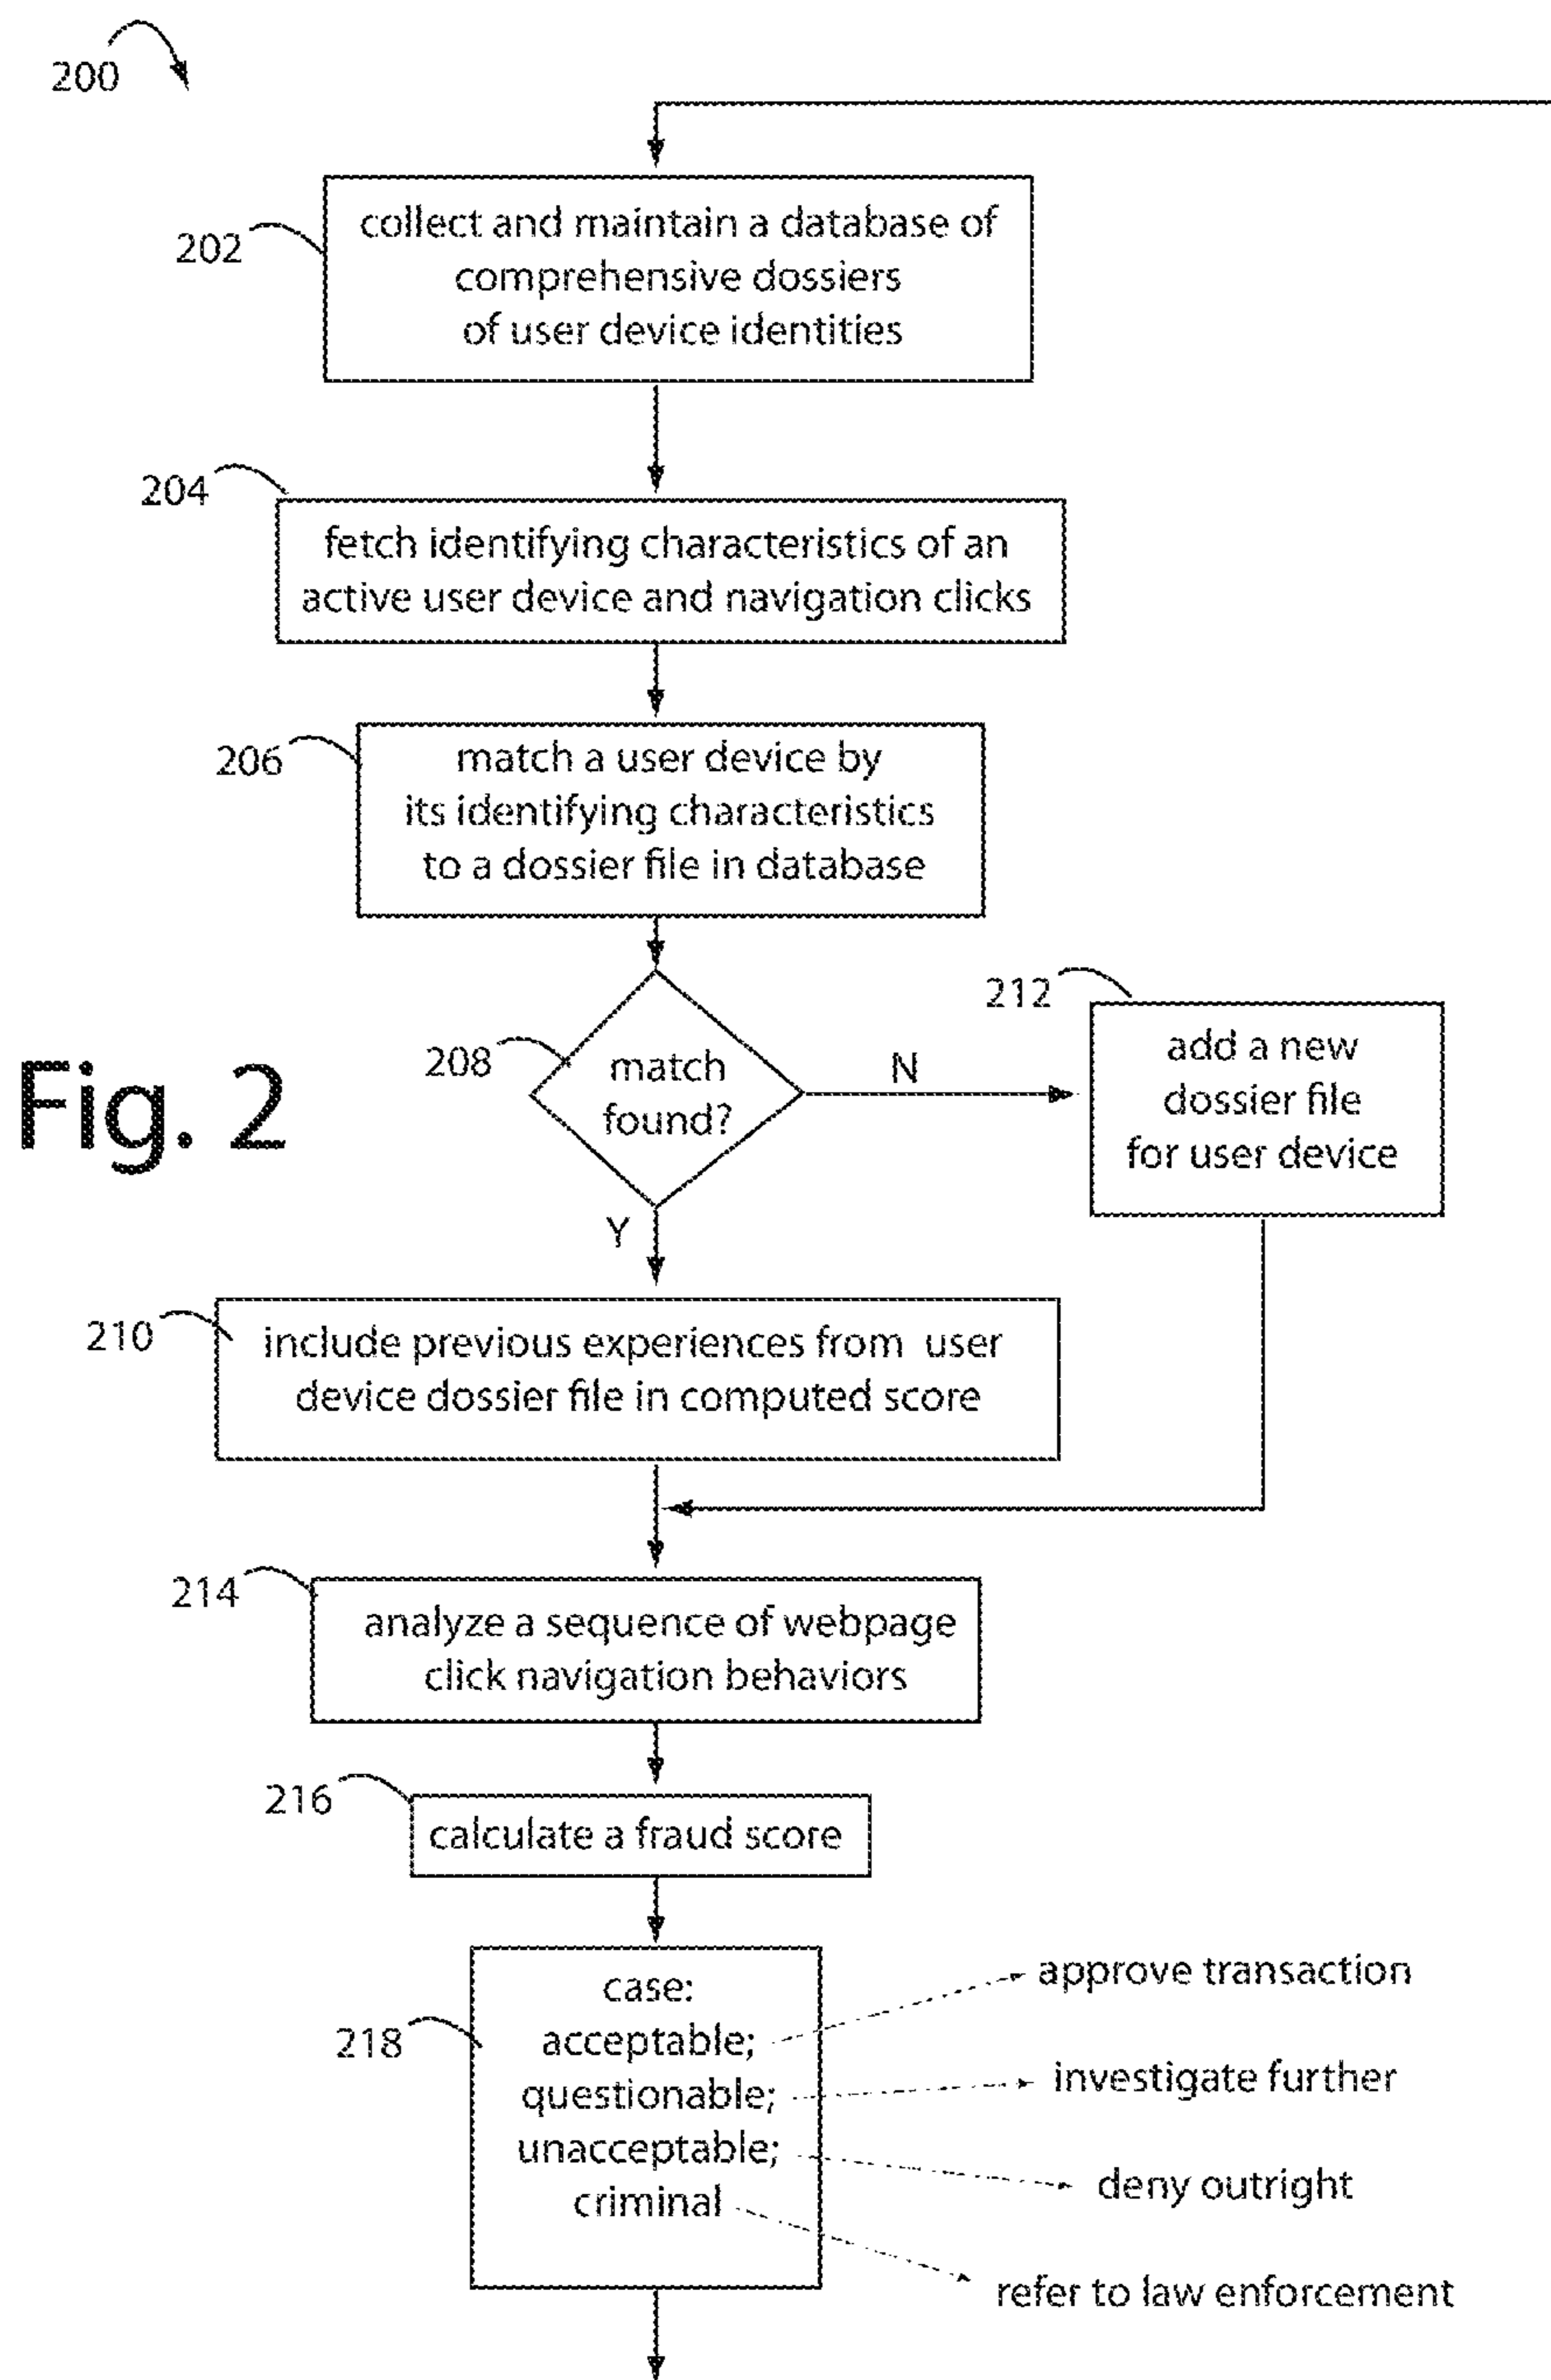 200
202
collect and maintain a database of
comprehensive dossiers
of user device identities
204
fetch identifying characteristics of an
active user device and navigation clicks
206
match a user device by
its identifying characteristics
to a dossier file in database
Fig. 2
208
match
found?
N
Y
212
add a new
dossier file
for user device
210
include previous experiences from user
device dossier file in computed score
214
analyze a sequence of webpage
click navigation behaviors
216
calculate a fraud score
218
case:
acceptable;
questionable;
unacceptable;
criminal
approve transaction
investigate further
deny outright
refer to law enforcement